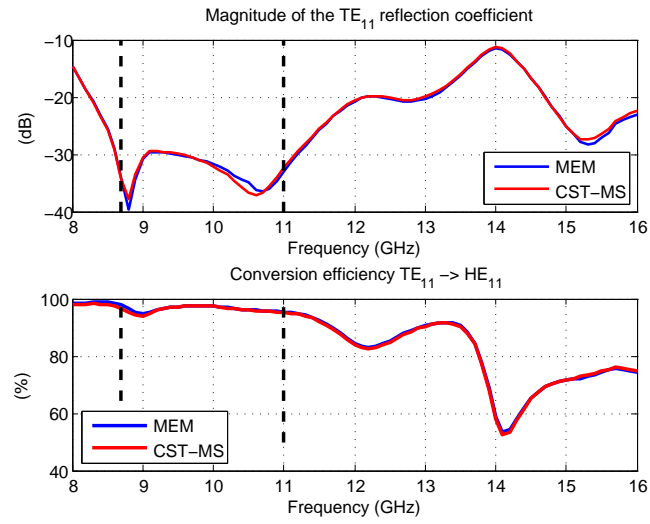 Magnitude of the TE₁₁ reflection coefficient
−10
−20
−30
−40
(dB)
MEM
CST−MS
8 9 10 11 12 13 14 15 16
Frequency (GHz)
Conversion efficiency TE₁₁ −> HE₁₁
100
80
60
40
(%)
MEM
CST−MS
8 9 10 11 12 13 14 15 16
Frequency (GHz)